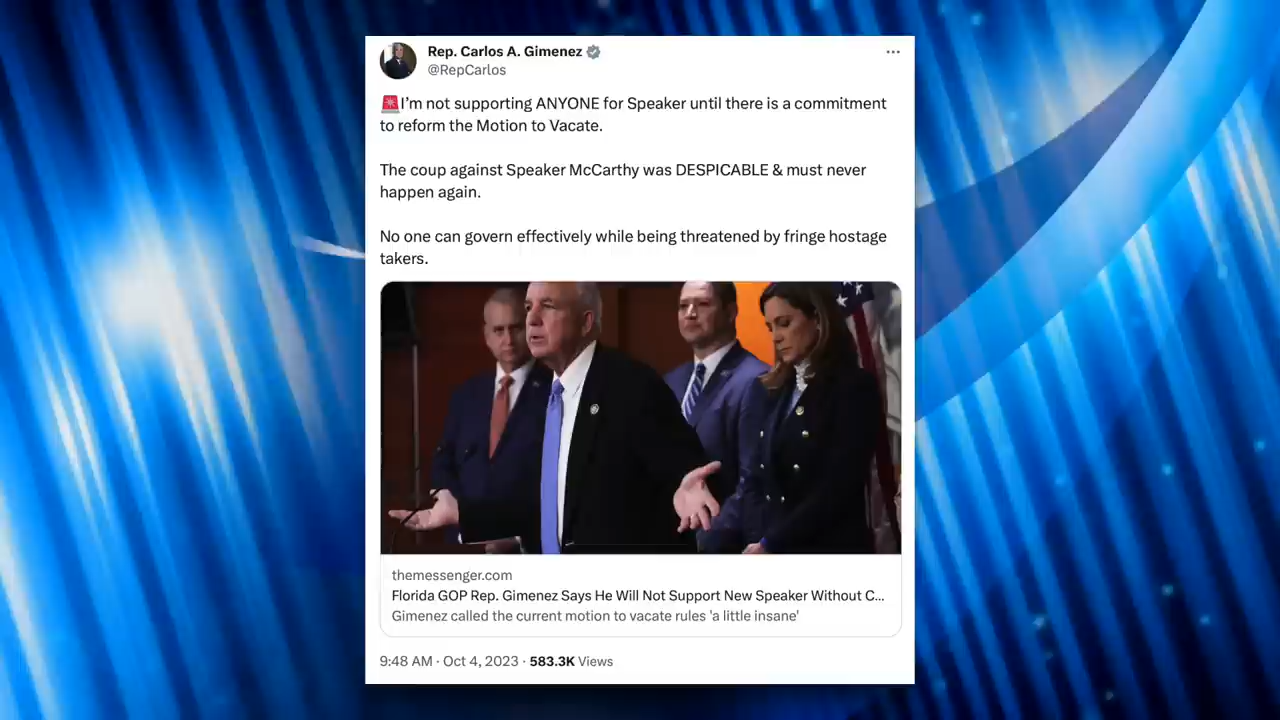 Rep. Carlos A. Gimenez
@RepCarlos
🚨I'm not supporting ANYONE for Speaker until there is a commitment
to reform the Motion to Vacate.
The coup against Speaker McCarthy was DESPICABLE & must never
happen again.
No one can govern effectively while being threatened by fringe hostage
takers.
themessenger.com
Florida GOP Rep. Gimenez Says He Will Not Support New Speaker Without C...
Gimenez called the current motion to vacate rules 'a little insane'
9:48 AM · Oct 4, 2023 · 583.3K Views